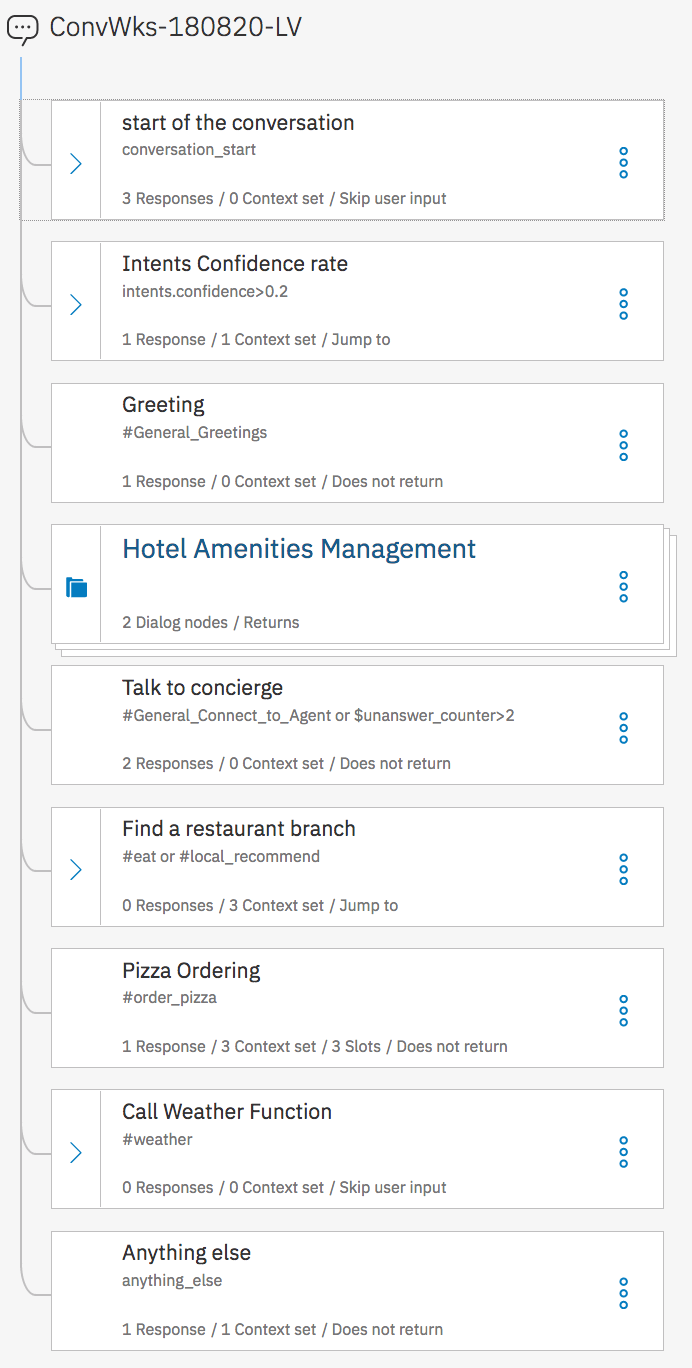 ConvWks-180820-LV
start of the conversation
conversation_start
3 Responses / 0 Context set / Skip user input
Intents Confidence rate
intents.confidence>0.2
1 Response / 1 Context set / Jump to
Greeting
#General_Greetings
1 Response / 0 Context set / Does not return
Hotel Amenities Management
2 Dialog nodes / Returns
Talk to concierge
#General_Connect_to_Agent or $unanswer_counter>2
2 Responses / 0 Context set / Does not return
Find a restaurant branch
#eat or #local_recommend
0 Responses / 3 Context set / Jump to
Pizza Ordering
#order_pizza
1 Response / 3 Context set / 3 Slots / Does not return
Call Weather Function
#weather
0 Responses / 0 Context set / Skip user input
Anything else
anything_else
1 Response / 1 Context set / Does not return